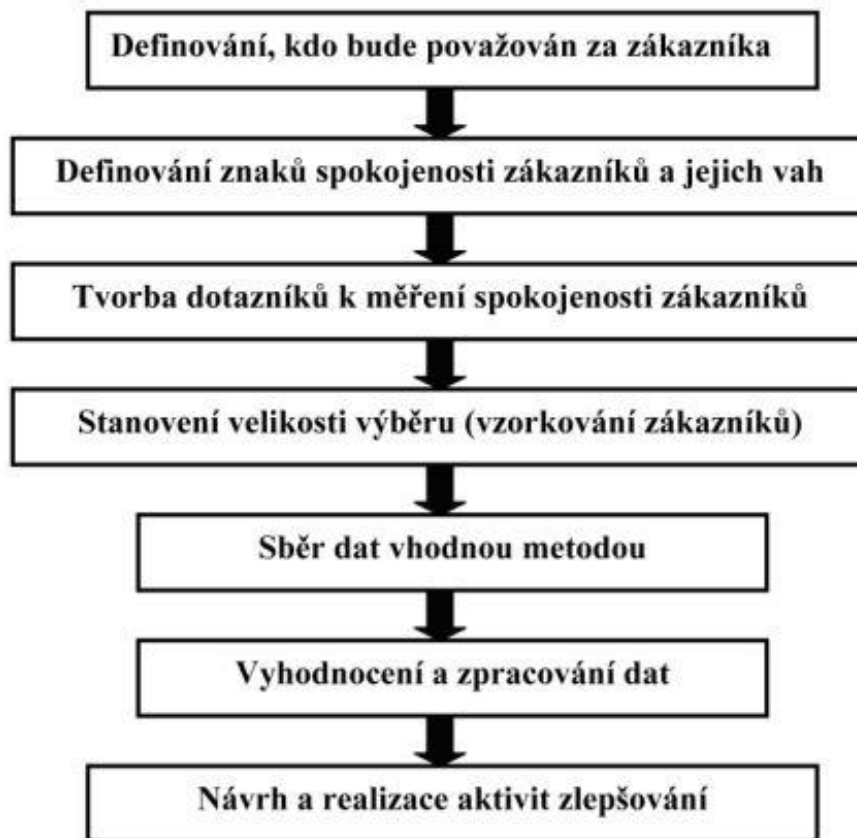 Definování, kdo bude považován za zákazníka
Definování znaků spokojenosti zákazníků a jejich vah
Tvorba dotazníků k měření spokojenosti zákazníků
Stanovení velikosti výběru (vzorkování zákazníků)
Sběr dat vhodnou metodou
Vyhodnocení a zpracování dat
Návrh a realizace aktivit zlepšování